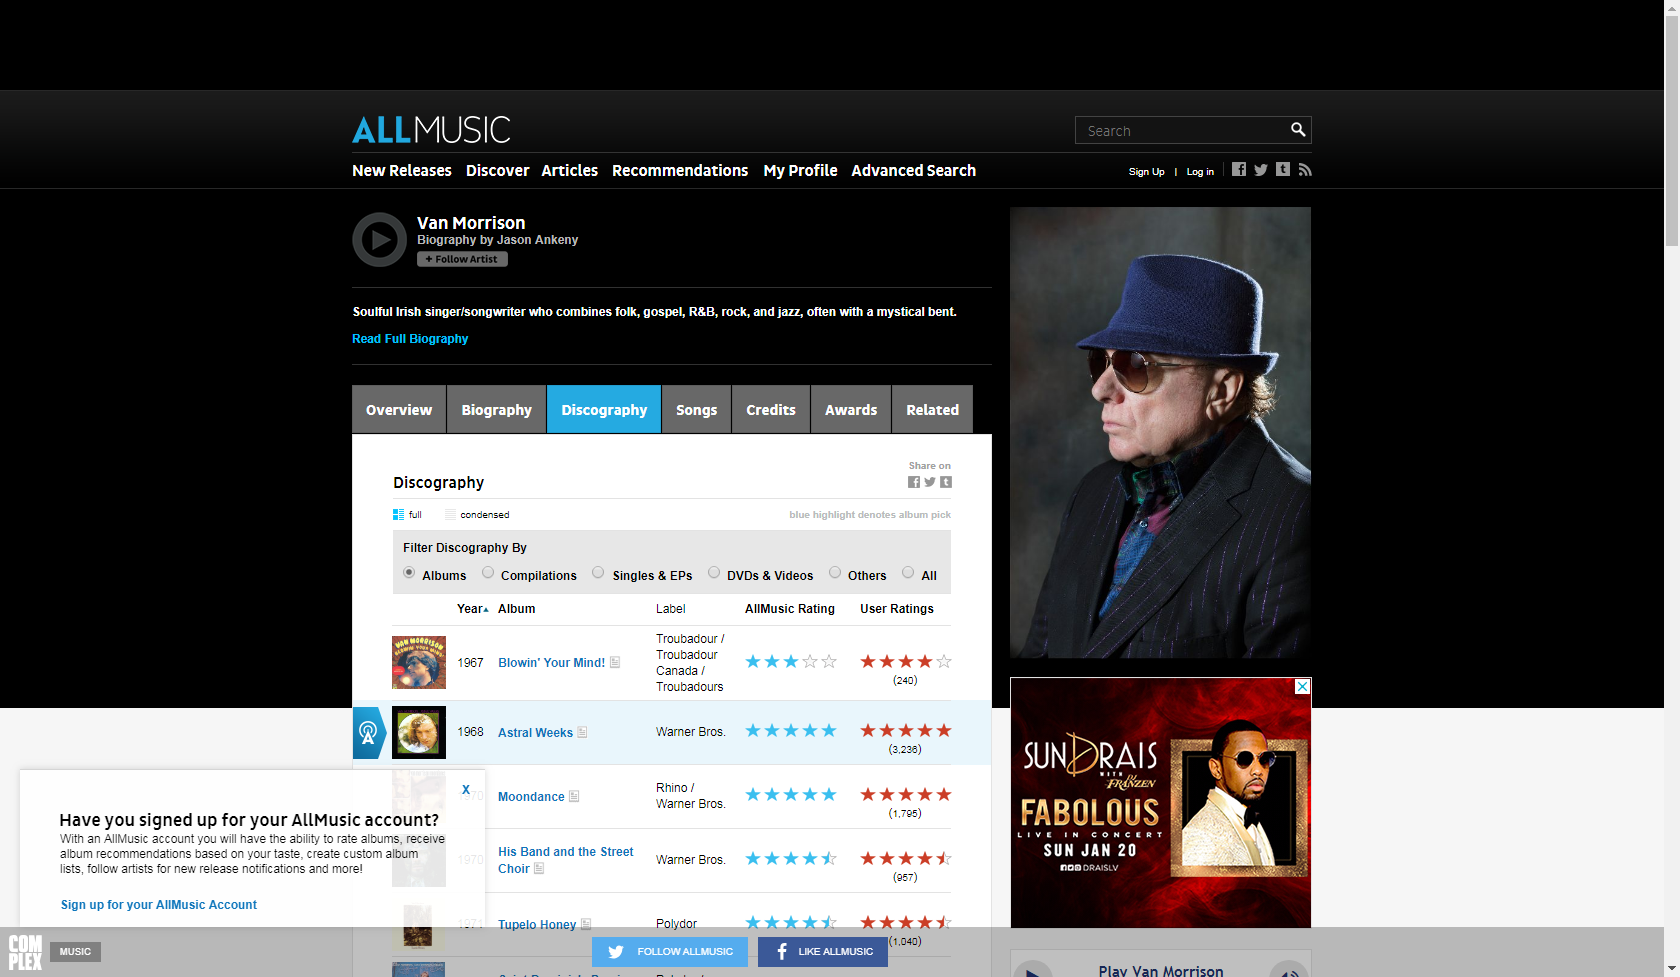 ALLMUSIC
Search
New Releases Discover Articles Recommendations My Profile Advanced Search
Sign Up | Log in
Van Morrison
Biography by Jason Ankeny
+ Follow Artist
Soulful Irish singer/songwriter who combines folk, gospel, R&B, rock, and jazz, often with a mystical bent.
Read Full Biography
Overview Biography Discography Songs Credits Awards Related
Share on
Discography
full condensed
blue highlight denotes album pick
Filter Discography By
Albums Compilations Singles & EPs DVDs & Videos Others All
Year Album Label AllMusic Rating User Ratings
VAN MORRISON
BLOWIN' YOUR MIND!
1967 Blowin' Your Mind!
Troubadour /
Troubadour
Canada /
Troubadours
(240)
1968 Astral Weeks Warner Bros.
(3,236)
1970 Moondance
Rhino /
Warner Bros.
(1,795)
1970 His Band and the Street
Choir
Warner Bros.
(957)
1971 Tupelo Honey Polydor
(1,040)
X
Have you signed up for your AllMusic account?
With an AllMusic account you will have the ability to rate albums, receive
album recommendations based on your taste, create custom album
lists, follow artists for new release notifications and more!
Sign up for your AllMusic Account
SUNDRAIS
WITH DJ FRANZEN
FABOLOUS
LIVE IN CONCERT
SUN JAN 20
DRAISLV
COMPLEX
MUSIC
FOLLOW ALLMUSIC
LIKE ALLMUSIC
Play Van Morrison